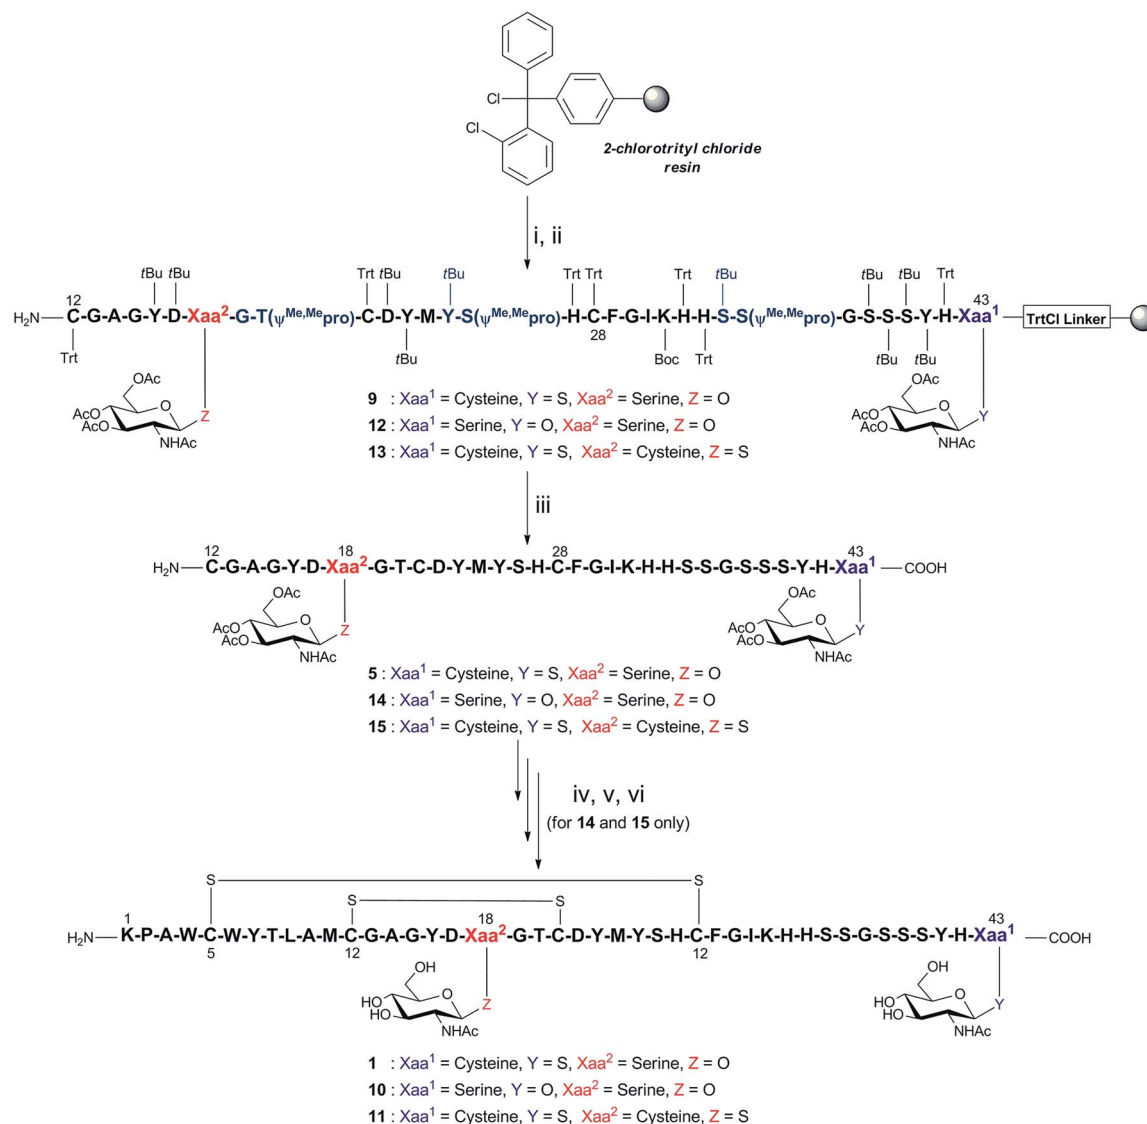 Cl
Cl
2-chlorotrityl chloride
resin
i, ii
tBu tBu Trt tBu tBu Trt Trt Trt tBu tBu tBu Trt
12 43
H₂N—C-G-A-G-Y-D-Xaa²-G-T(ψᴹᵉ,ᴹᵉpro)-C-D-Y-M-Y-S(ψᴹᵉ,ᴹᵉpro)-H-C-F-G-I-K-H-H-S-S(ψᴹᵉ,ᴹᵉpro)-G-S-S-S-Y-H-Xaa¹—TrtCl Linker
28
Trt tBu Boc Trt tBu tBu
OAc O Z AcO AcO NHAc
OAc O Y AcO AcO NHAc
9 : Xaa¹ = Cysteine, Y = S, Xaa² = Serine, Z = O
12 : Xaa¹ = Serine, Y = O, Xaa² = Serine, Z = O
13 : Xaa¹ = Cysteine, Y = S, Xaa² = Cysteine, Z = S
iii
12 18 28 43
H₂N—C-G-A-G-Y-D-Xaa²-G-T-C-D-Y-M-Y-S-H-C-F-G-I-K-H-H-S-S-G-S-S-S-Y-H-Xaa¹—COOH
OAc O Z AcO AcO NHAc
OAc O Y AcO AcO NHAc
5 : Xaa¹ = Cysteine, Y = S, Xaa² = Serine, Z = O
14 : Xaa¹ = Serine, Y = O, Xaa² = Serine, Z = O
15 : Xaa¹ = Cysteine, Y = S, Xaa² = Cysteine, Z = S
iv, v, vi
(for 14 and 15 only)
S S
S S
1 18 43
H₂N—K-P-A-W-C-W-Y-T-L-A-M-C-G-A-G-Y-D-Xaa²-G-T-C-D-Y-M-Y-S-H-C-F-G-I-K-H-H-S-S-G-S-S-S-Y-H-Xaa¹—COOH
5 12 12
OH O Z HO HO NHAc
OH O Y HO HO NHAc
1 : Xaa¹ = Cysteine, Y = S, Xaa² = Serine, Z = O
10 : Xaa¹ = Serine, Y = O, Xaa² = Serine, Z = O
11 : Xaa¹ = Cysteine, Y = S, Xaa² = Cysteine, Z = S